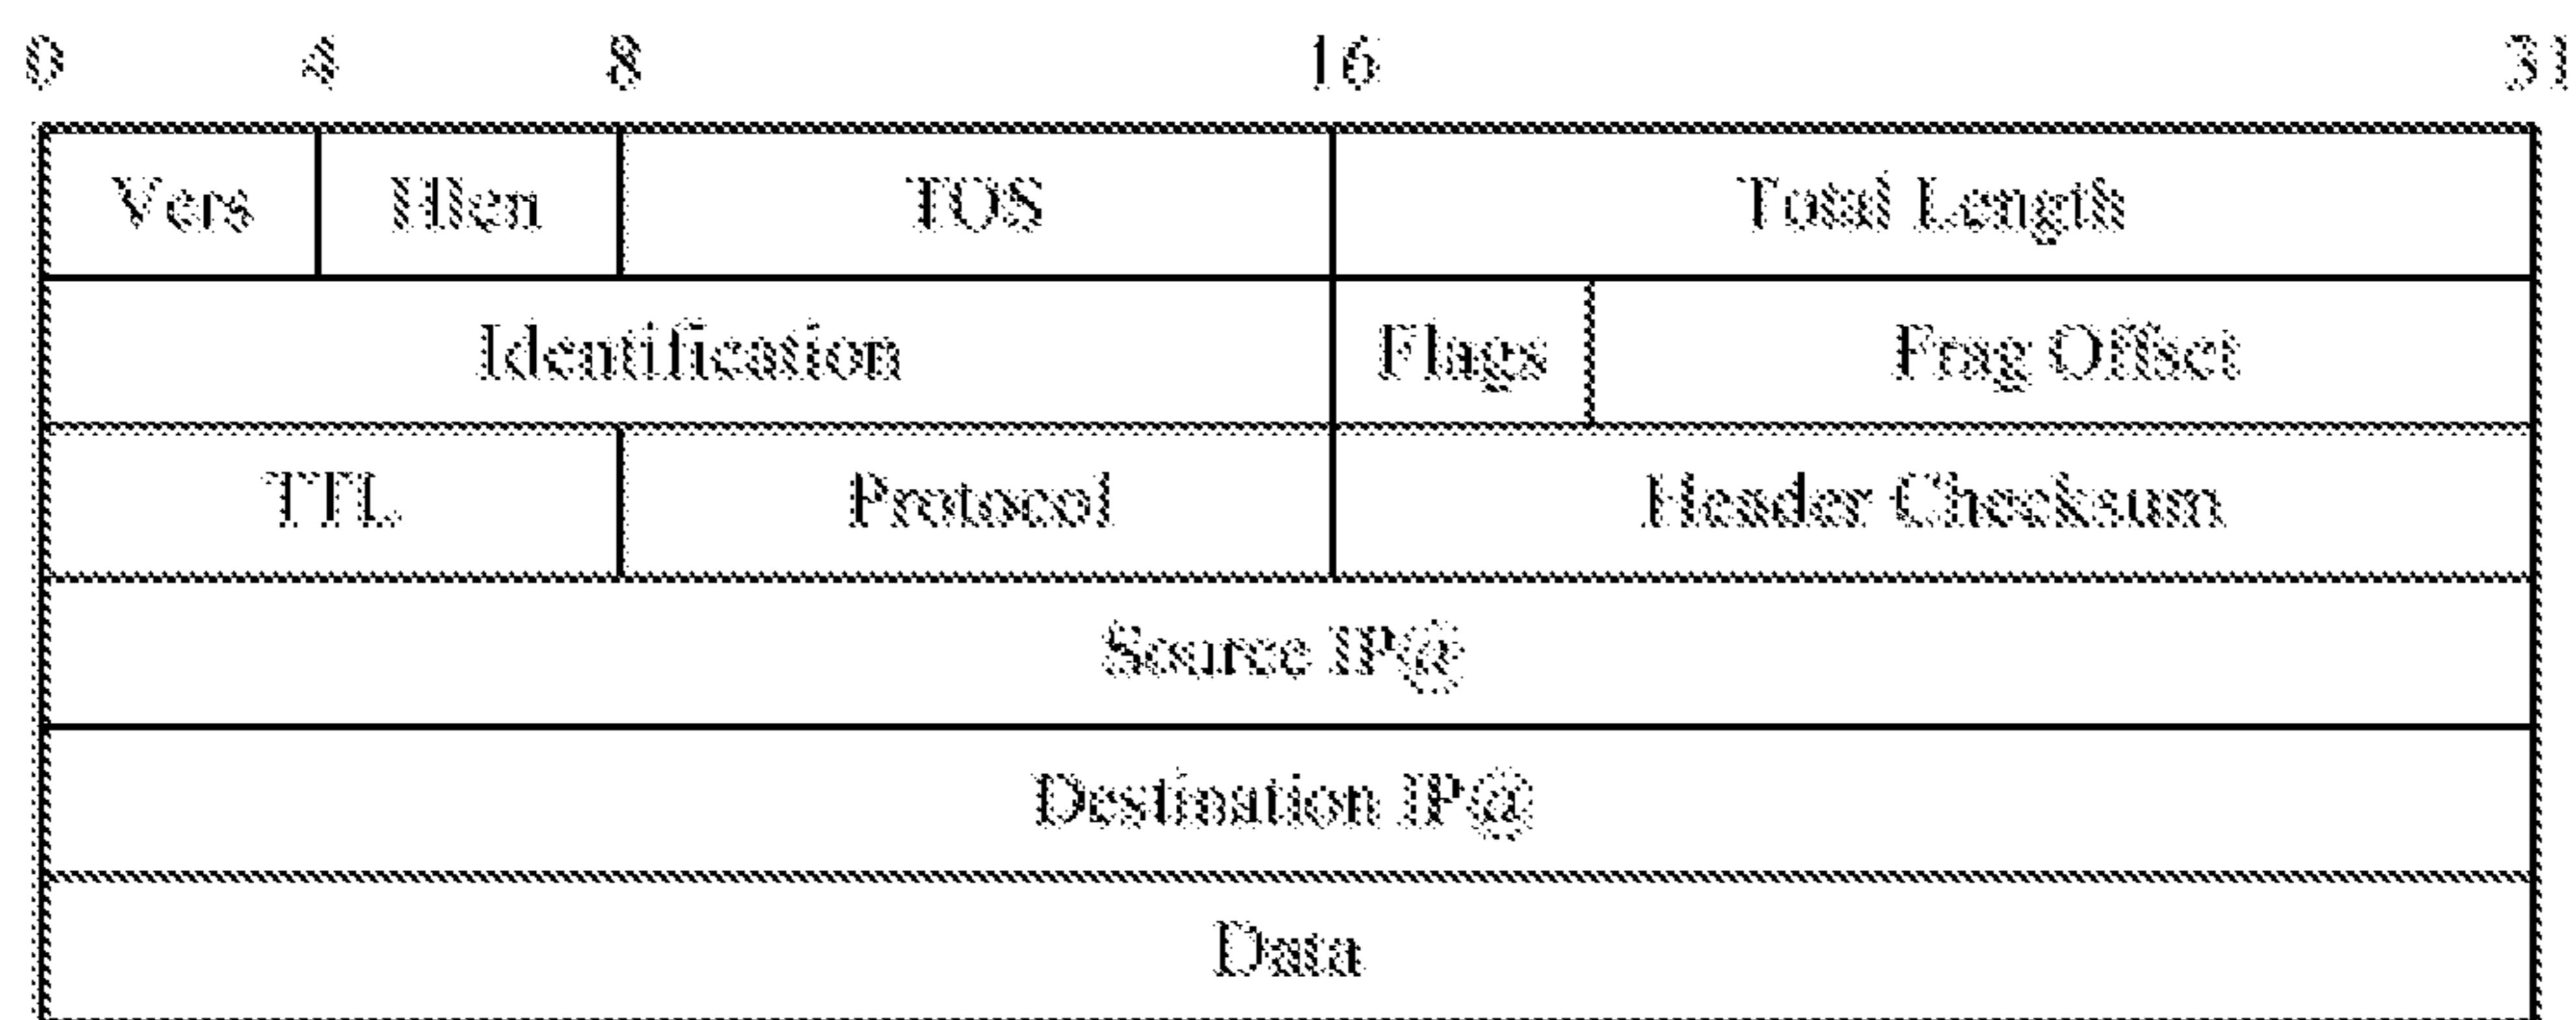 0 4 8 16 31
Vers Hlen TOS Total Length
Identification Flags Frag Offset
TTL Protocol Header Checksum
Source IP@
Destination IP@
Data